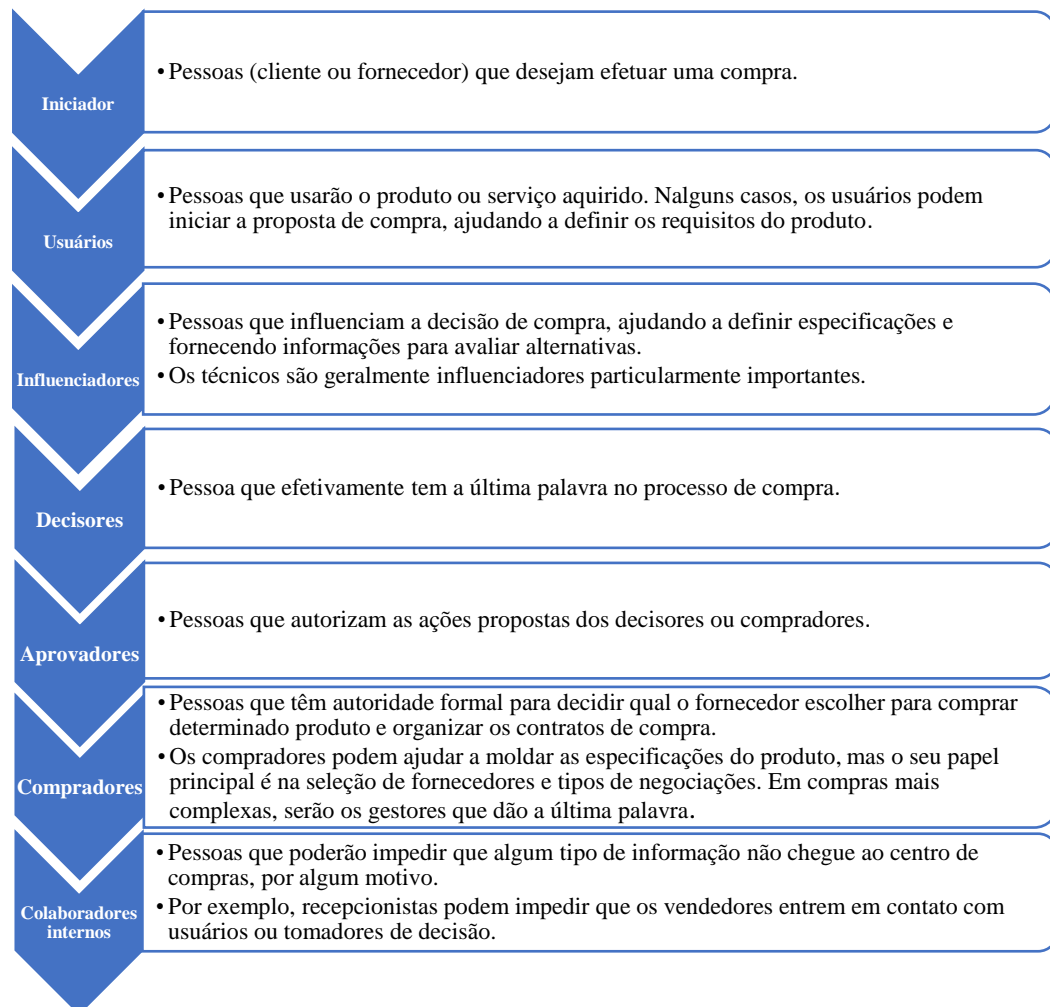 Iniciador
• Pessoas (cliente ou fornecedor) que desejam efetuar uma compra.
Usuários
• Pessoas que usarão o produto ou serviço aquirido. Nalguns casos, os usuários podem
iniciar a proposta de compra, ajudando a definir os requisitos do produto.
Influenciadores
• Pessoas que influenciam a decisão de compra, ajudando a definir especificações e
fornecendo informações para avaliar alternativas.
• Os técnicos são geralmente influenciadores particularmente importantes.
Decisores
• Pessoa que efetivamente tem a última palavra no processo de compra.
Aprovadores
• Pessoas que autorizam as ações propostas dos decisores ou compradores.
Compradores
• Pessoas que têm autoridade formal para decidir qual o fornecedor escolher para comprar
determinado produto e organizar os contratos de compra.
• Os compradores podem ajudar a moldar as especificações do produto, mas o seu papel
principal é na seleção de fornecedores e tipos de negociações. Em compras mais
complexas, serão os gestores que dão a última palavra.
Colaboradores
internos
• Pessoas que poderão impedir que algum tipo de informação não chegue ao centro de
compras, por algum motivo.
• Por exemplo, recepcionistas podem impedir que os vendedores entrem em contato com
usuários ou tomadores de decisão.